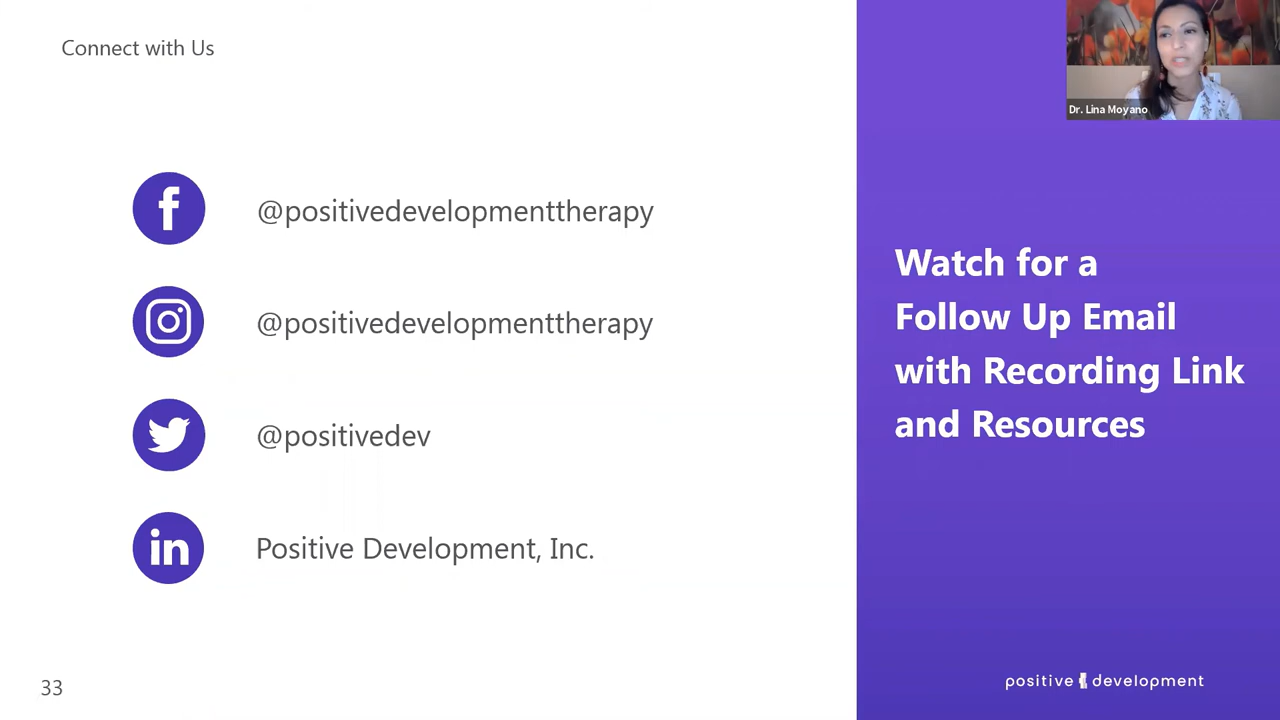 Connect with Us
@positivedevelopmenttherapy
@positivedevelopmenttherapy
@positivedev
in
Positive Development, Inc.
33
Dr. Lina Moyano
Watch for a
Follow Up Email
with Recording Link
and Resources
positive development